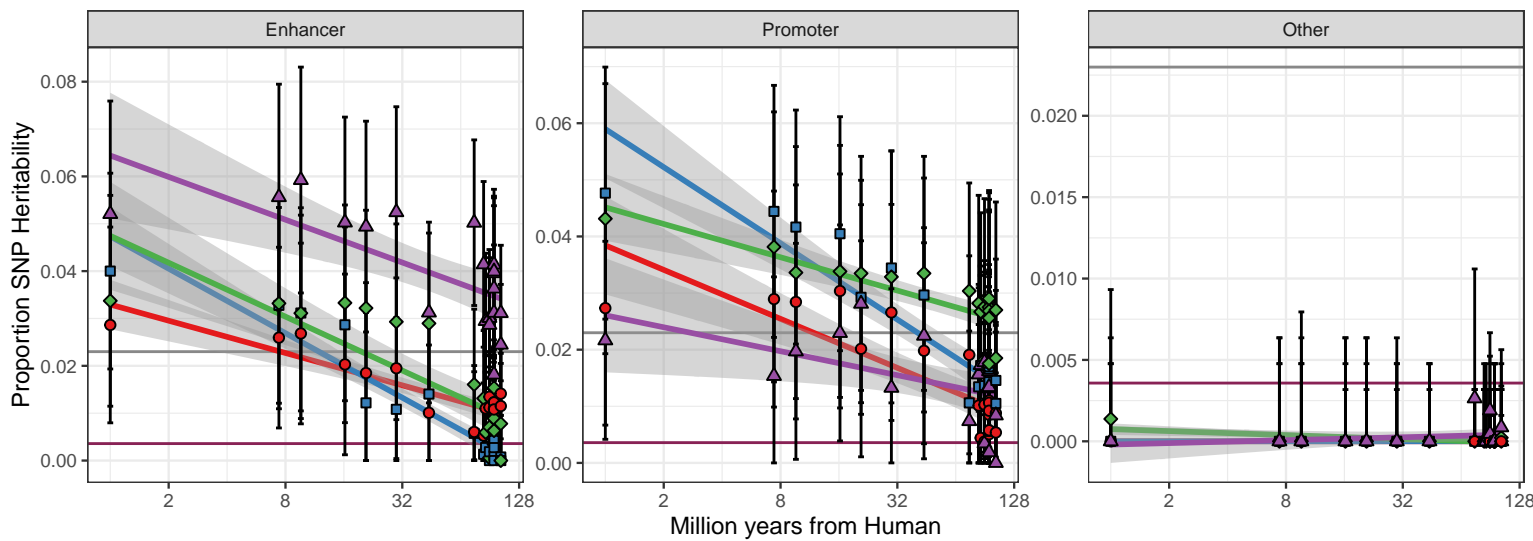 Enhancer
Promoter
Other
Proportion SNP Heritability
0.08
0.06
0.04
0.02
0.00
0.06
0.04
0.02
0.00
0.020
0.015
0.010
0.005
0.000
2 8 32 128
2 8 32 128
2 8 32 128
Million years from Human